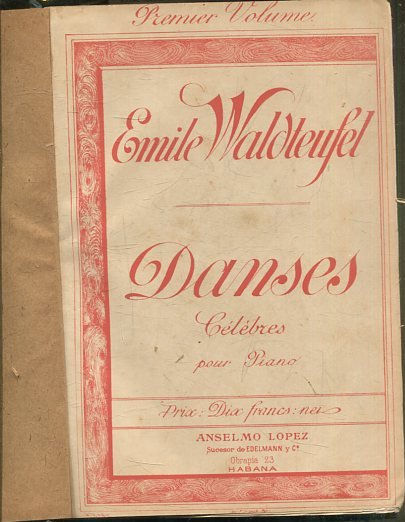 Premier Volume.
Emile Waldteufel
Danses
Célèbres
pour Piano
Prix: Dix francs: net
ANSELMO LOPEZ
Sucesor de EDELMANN y Cª
Obrapia 23
HABANA